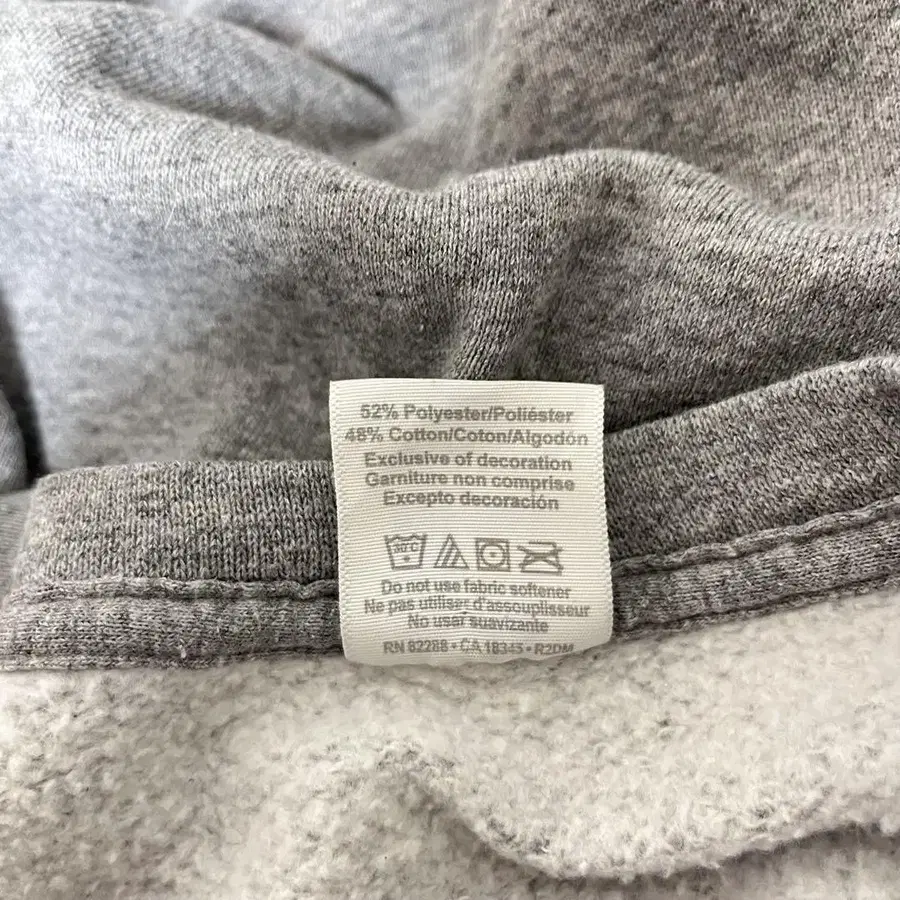 52% Polyester/Poliéster
48% Cotton/Coton/Algodón
Exclusive of decoration
Garniture non comprise
Excepto decoración
30°C
Do not use fabric softener
Ne pas utiliser d'assouplisseur
No usar suavizante
RN 82288 • CA 18345 • R2DM